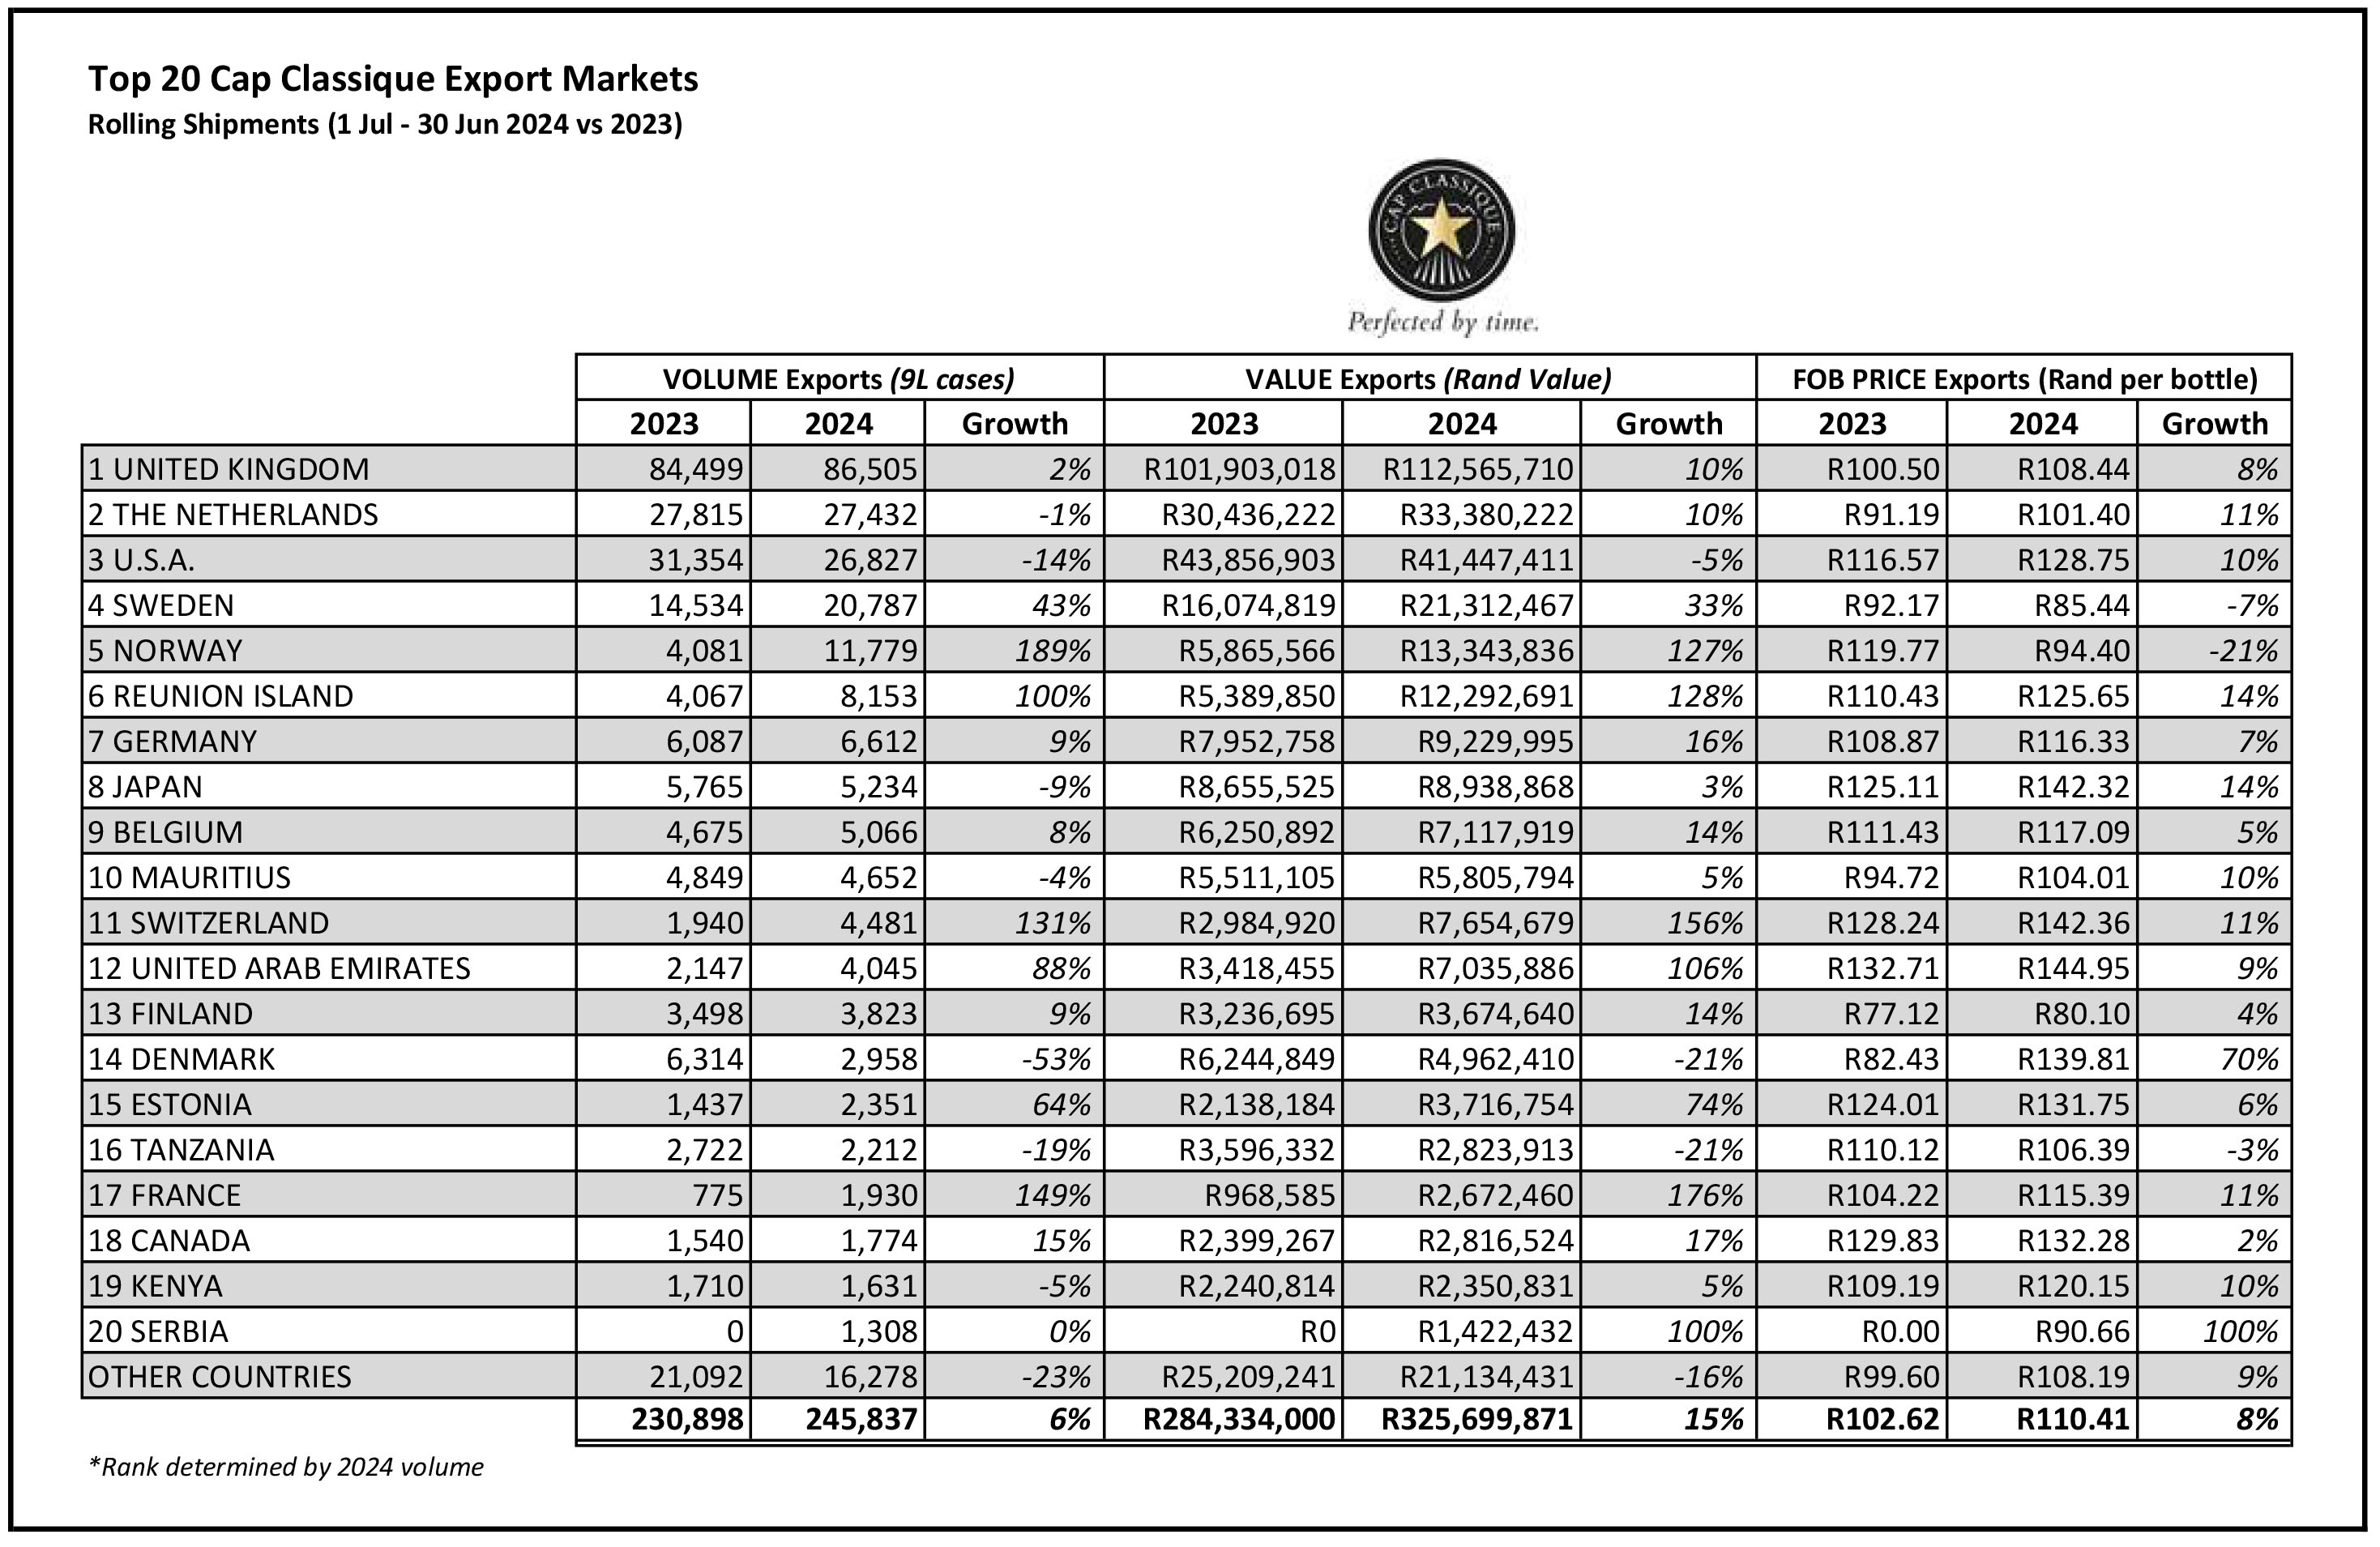 Top 20 Cap Classique Export Markets
Rolling Shipments (1 Jul - 30 Jun 2024 vs 2023)
CAP CLASSIQUE
Perfected by time.
VOLUME Exports (9L cases) VALUE Exports (Rand Value) FOB PRICE Exports (Rand per bottle)
2023 2024 Growth 2023 2024 Growth 2023 2024 Growth
1 UNITED KINGDOM 84,499 86,505 2% R101,903,018 R112,565,710 10% R100.50 R108.44 8%
2 THE NETHERLANDS 27,815 27,432 -1% R30,436,222 R33,380,222 10% R91.19 R101.40 11%
3 U.S.A. 31,354 26,827 -14% R43,856,903 R41,447,411 -5% R116.57 R128.75 10%
4 SWEDEN 14,534 20,787 43% R16,074,819 R21,312,467 33% R92.17 R85.44 -7%
5 NORWAY 4,081 11,779 189% R5,865,566 R13,343,836 127% R119.77 R94.40 -21%
6 REUNION ISLAND 4,067 8,153 100% R5,389,850 R12,292,691 128% R110.43 R125.65 14%
7 GERMANY 6,087 6,612 9% R7,952,758 R9,229,995 16% R108.87 R116.33 7%
8 JAPAN 5,765 5,234 -9% R8,655,525 R8,938,868 3% R125.11 R142.32 14%
9 BELGIUM 4,675 5,066 8% R6,250,892 R7,117,919 14% R111.43 R117.09 5%
10 MAURITIUS 4,849 4,652 -4% R5,511,105 R5,805,794 5% R94.72 R104.01 10%
11 SWITZERLAND 1,940 4,481 131% R2,984,920 R7,654,679 156% R128.24 R142.36 11%
12 UNITED ARAB EMIRATES 2,147 4,045 88% R3,418,455 R7,035,886 106% R132.71 R144.95 9%
13 FINLAND 3,498 3,823 9% R3,236,695 R3,674,640 14% R77.12 R80.10 4%
14 DENMARK 6,314 2,958 -53% R6,244,849 R4,962,410 -21% R82.43 R139.81 70%
15 ESTONIA 1,437 2,351 64% R2,138,184 R3,716,754 74% R124.01 R131.75 6%
16 TANZANIA 2,722 2,212 -19% R3,596,332 R2,823,913 -21% R110.12 R106.39 -3%
17 FRANCE 775 1,930 149% R968,585 R2,672,460 176% R104.22 R115.39 11%
18 CANADA 1,540 1,774 15% R2,399,267 R2,816,524 17% R129.83 R132.28 2%
19 KENYA 1,710 1,631 -5% R2,240,814 R2,350,831 5% R109.19 R120.15 10%
20 SERBIA 0 1,308 0% R0 R1,422,432 100% R0.00 R90.66 100%
OTHER COUNTRIES 21,092 16,278 -23% R25,209,241 R21,134,431 -16% R99.60 R108.19 9%
230,898 245,837 6% R284,334,000 R325,699,871 15% R102.62 R110.41 8%
*Rank determined by 2024 volume